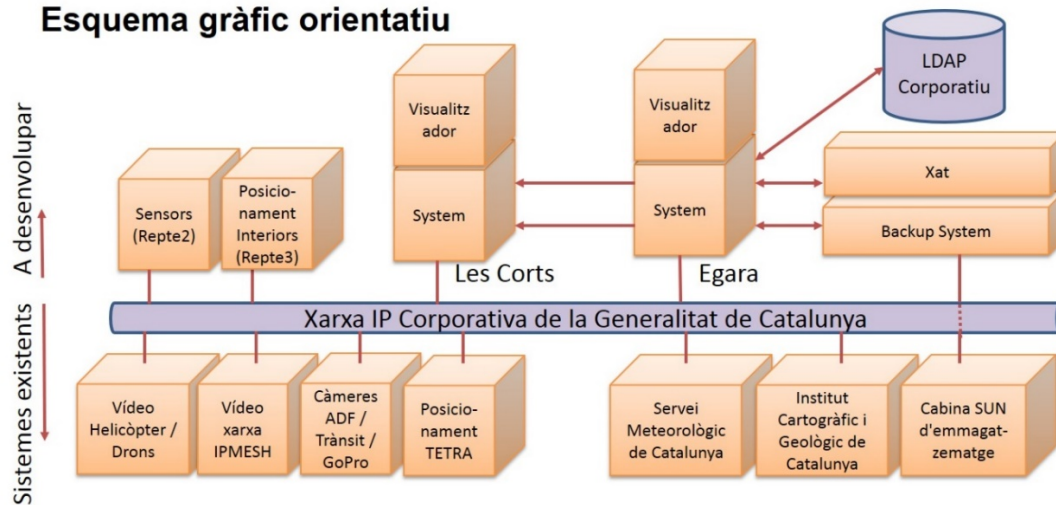 Esquema gràfic orientatiu
A desenvolupar
Sistemes existents
LDAP
Corporatiu
Visualitz
ador
Visualitz
ador
Sensors
(Repte2)
Posicio-
nament
Interiors
(Repte3)
System
System
Xat
Backup System
Les Corts
Egara
Xarxa IP Corporativa de la Generalitat de Catalunya
Vídeo
Helicòpter /
Drons
Vídeo
xarxa
IPMESH
Càmeres
ADF /
Trànsit /
GoPro
Posicio-
nament
TETRA
Servei
Meteorològic
de Catalunya
Institut
Cartogràfic i
Geològic de
Catalunya
Cabina SUN
d'emmagat-
zematge